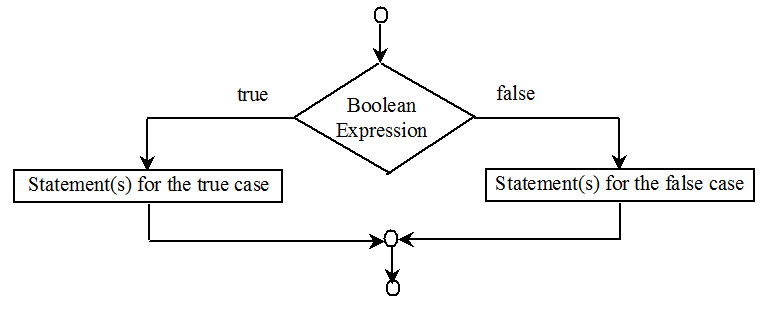 true
false
Boolean
Expression
Statement(s) for the true case
Statement(s) for the false case